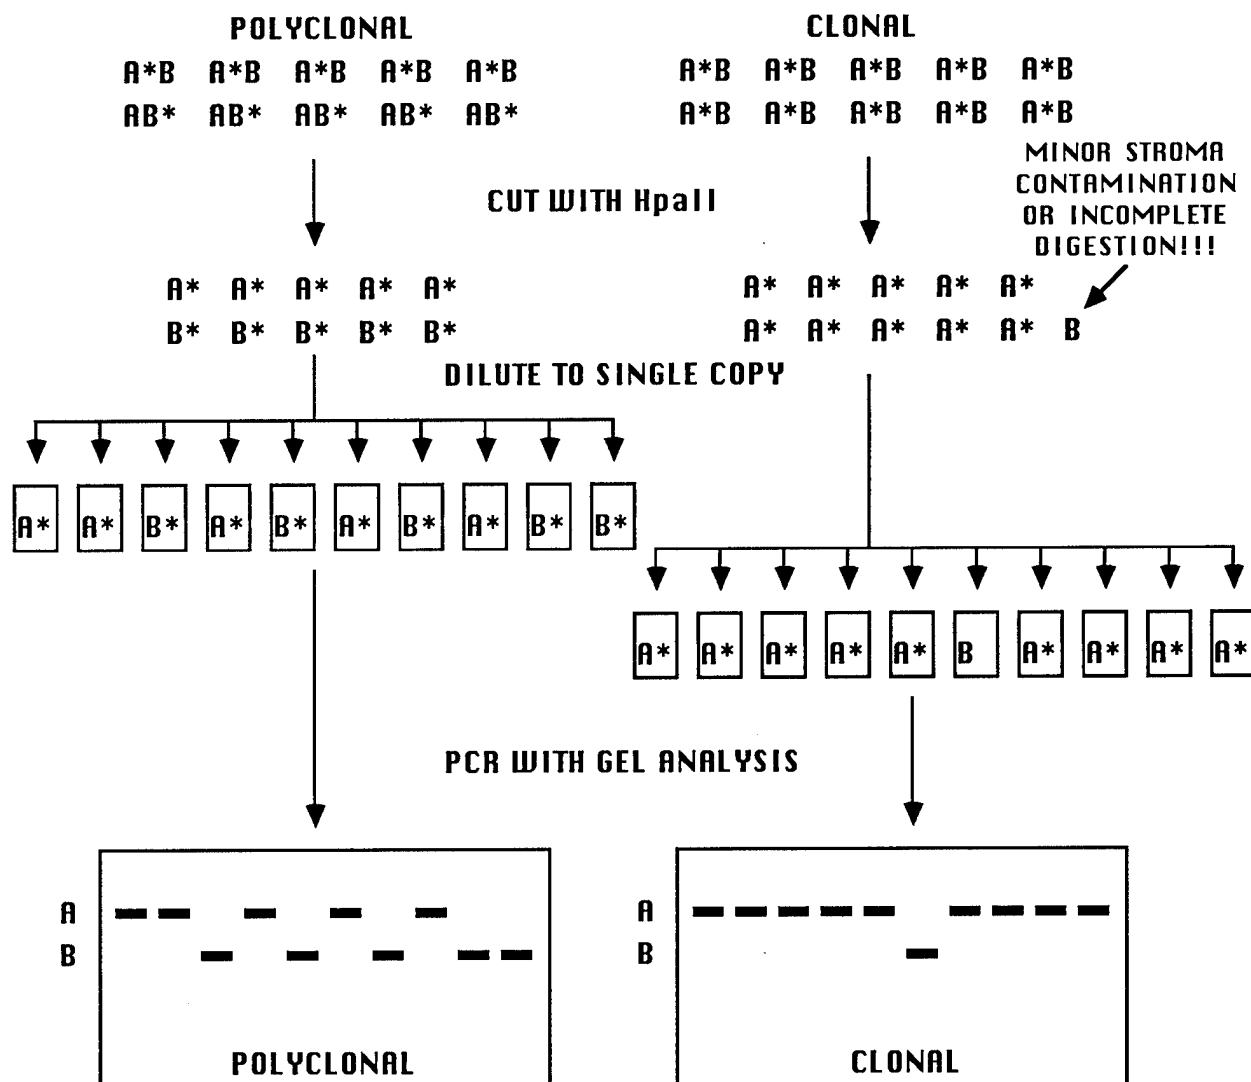 POLYCLONAL CLONAL
A*B A*B A*B A*B A*B A*B A*B A*B A*B A*B
AB* AB* AB* AB* AB* A*B A*B A*B A*B A*B
MINOR STROMA
CONTAMINATION
OR INCOMPLETE
DIGESTION!!!
CUT WITH HpaII
A* A* A* A* A* A* A* A* A* A*
B* B* B* B* B* A* A* A* A* A* B
DILUTE TO SINGLE COPY
A* A* B* A* B* A* B* A* B* B*
A* A* A* A* A* B A* A* A* A*
PCR WITH GEL ANALYSIS
A A
B B
POLYCLONAL CLONAL